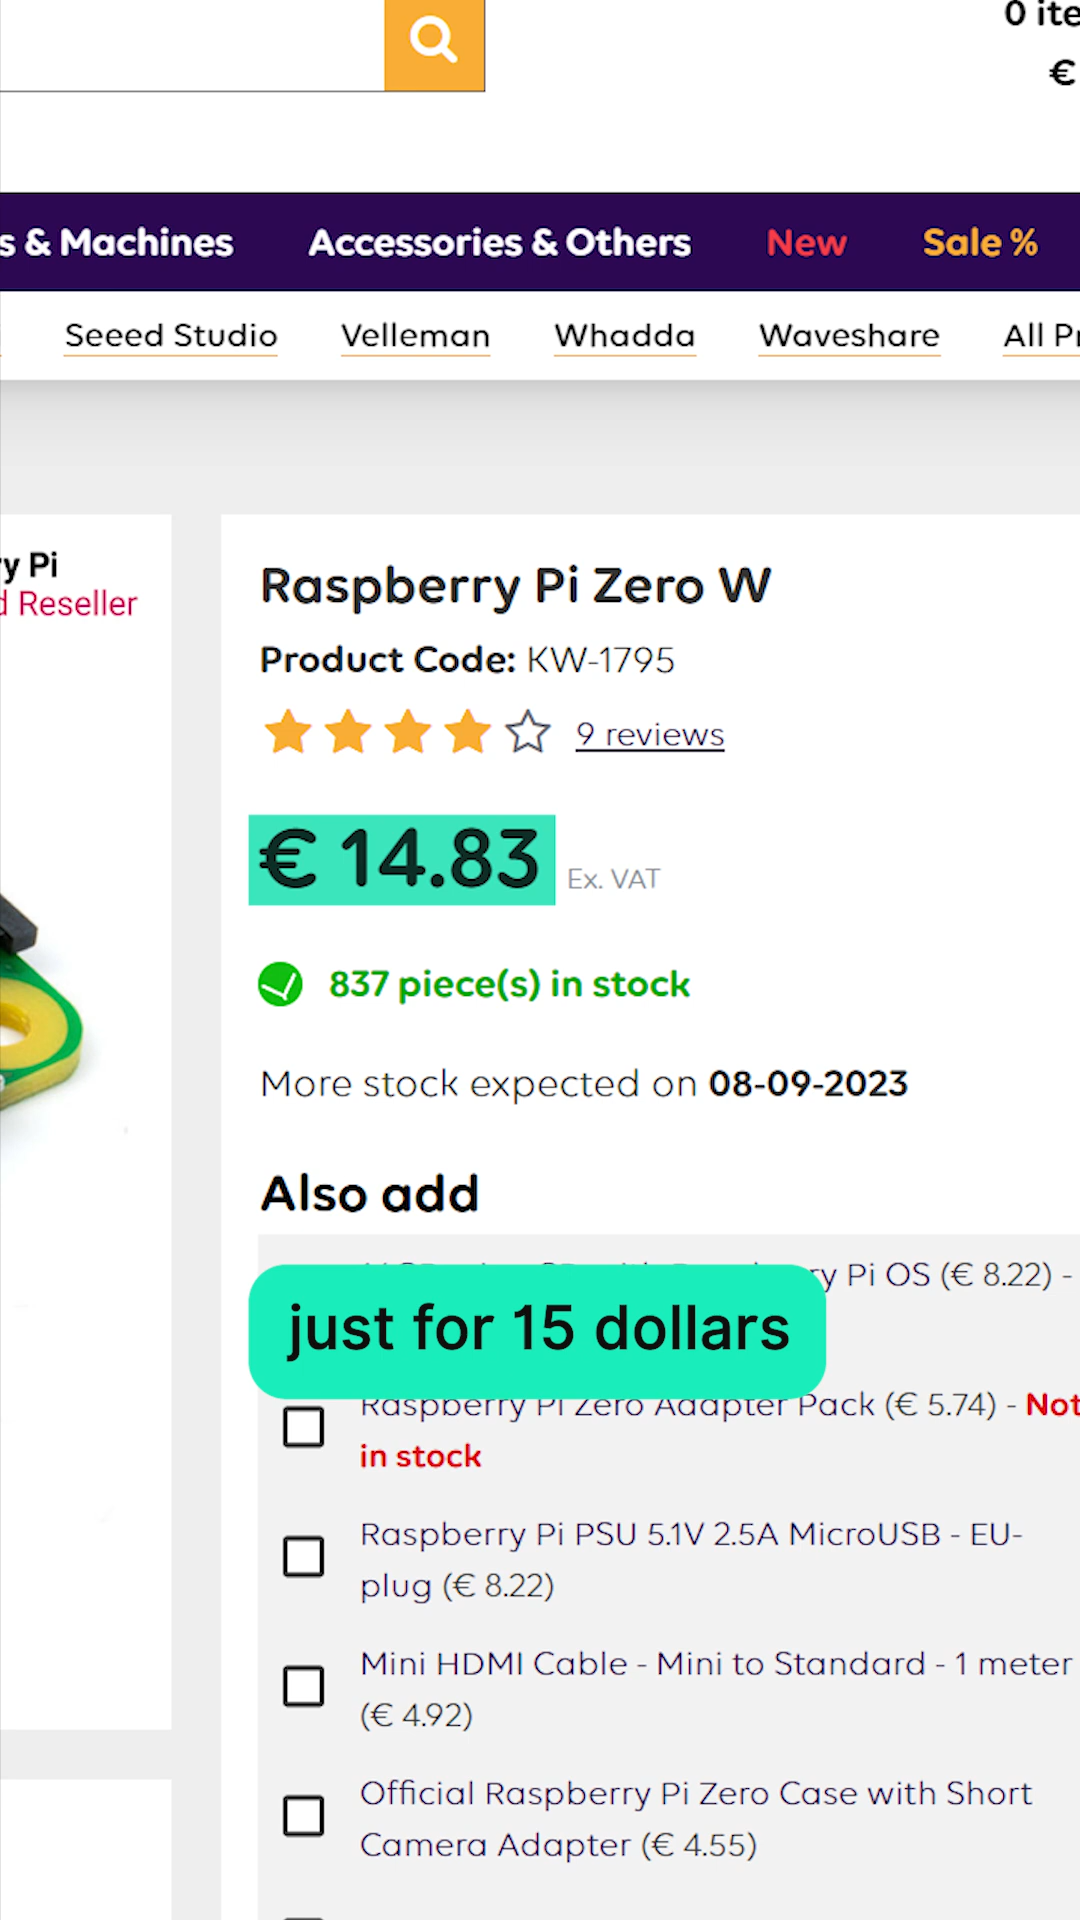 0 ite
€
s & Machines Accessories & Others New Sale %
Seeed Studio Velleman Whadda Waveshare All Pr
ry Pi
d Reseller
Raspberry Pi Zero W
Product Code: KW-1795
9 reviews
€ 14.83 Ex. VAT
837 piece(s) in stock
More stock expected on 08-09-2023
Also add
ry Pi OS (€ 8.22) -
just for 15 dollars
Raspberry Pi Zero Adapter Pack (€ 5.74) - Not
in stock
Raspberry Pi PSU 5.1V 2.5A MicroUSB - EU-
plug (€ 8.22)
Mini HDMI Cable - Mini to Standard - 1 meter
(€ 4.92)
Official Raspberry Pi Zero Case with Short
Camera Adapter (€ 4.55)